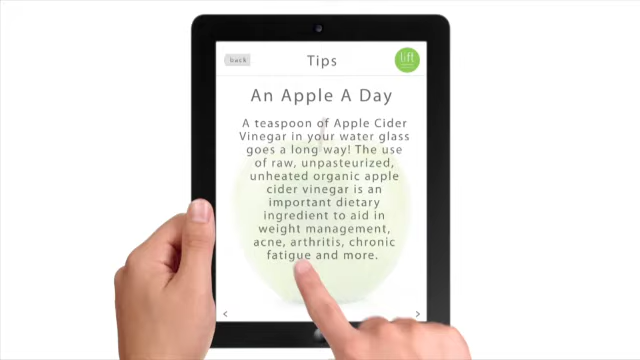 back
Tips
lift
An Apple A Day
A teaspoon of Apple Cider
Vinegar in your water glass
goes a long way! The use
of raw, unpasteurized,
unheated organic apple
cider vinegar is an
important dietary
ingredient to aid in
weight management,
acne, arthritis, chronic
fatigue and more.